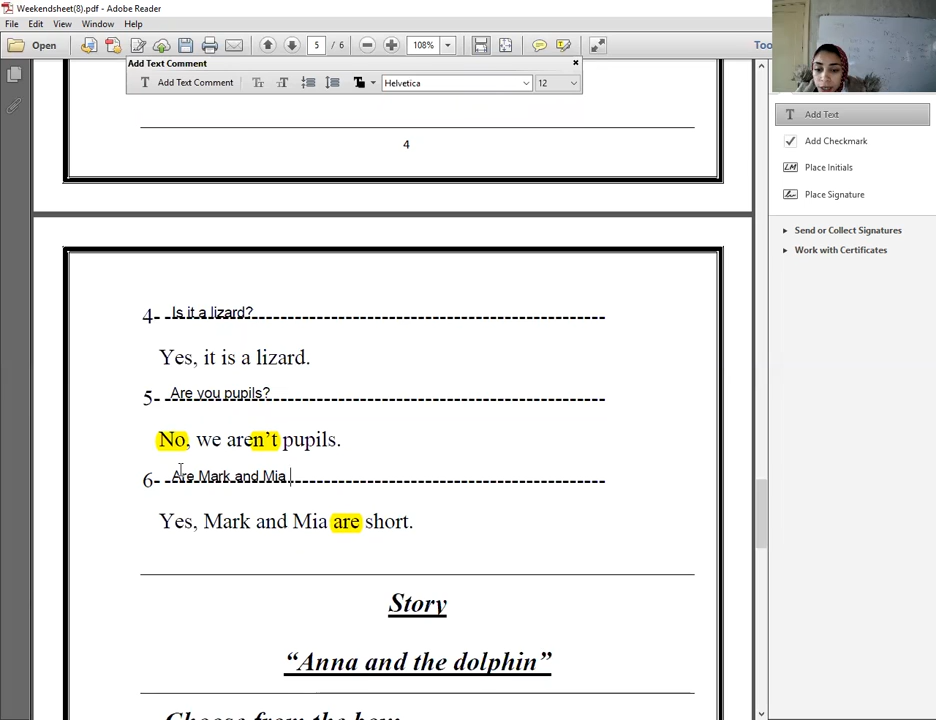 Weekendsheet(8).pdf - Adobe Reader
File Edit View Window Help
Open 5 / 6 108%
Add Text Comment
T Add Text Comment Helvetica 12
T Add Text
Add Checkmark
Place Initials
Place Signature
Send or Collect Signatures
Work with Certificates
4
4- Is it a lizard?
Yes, it is a lizard.
5- Are you pupils?
No, we aren't pupils.
6- Are Mark and Mia
Yes, Mark and Mia are short.
Story
“Anna and the dolphin”